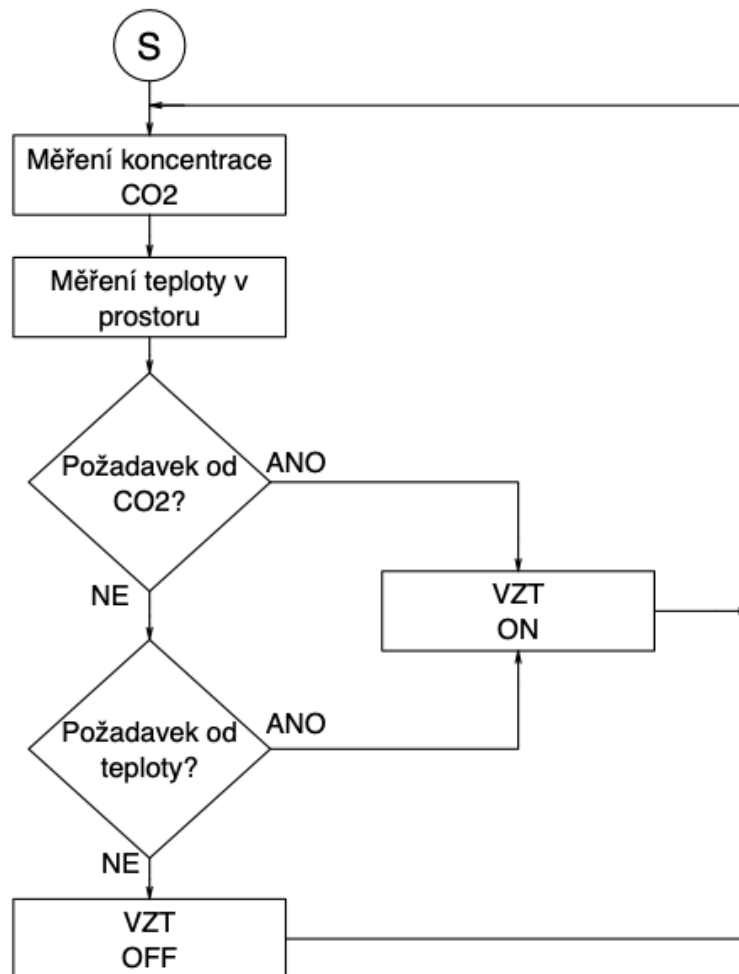 S
Měření koncentrace
CO2
Měření teploty v
prostoru
Požadavek od
CO2?
ANO
NE
VZT
ON
Požadavek od
teploty?
ANO
NE
VZT
OFF